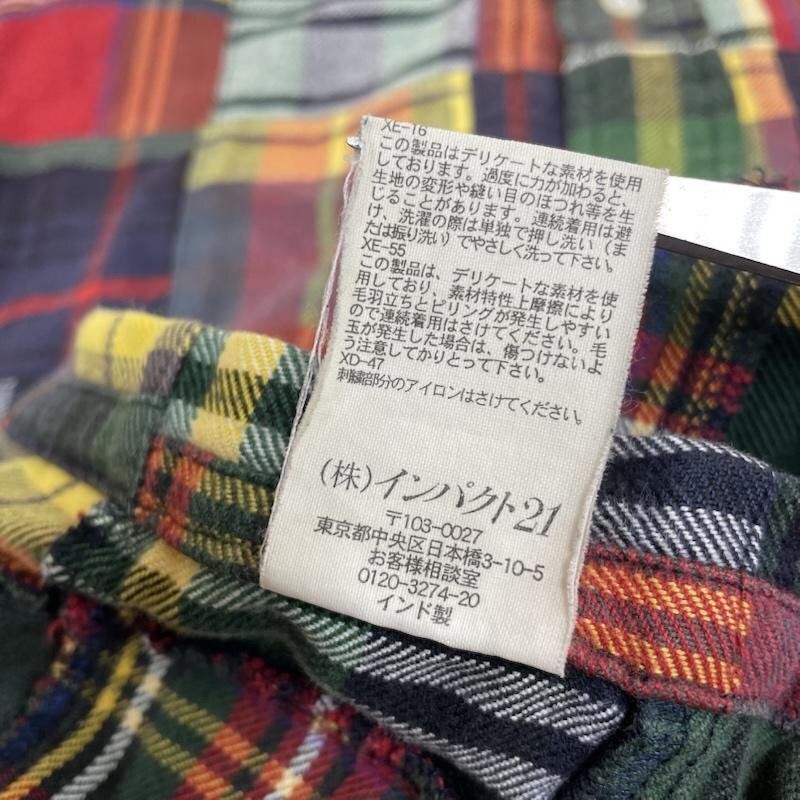 XE-16
この製品はデリケートな素材を使用
しております。過度に力が加わると、
生地の変形や縫い目のほつれ等を生
じることがあります。連続着用は避
け、洗濯の際は単独で押し洗い（ま
たは振り洗い）でやさしく洗って下さい。
XE-55
この製品は、デリケートな素材を使
用しており、素材特性上摩擦により
毛羽立ちとピリングが発生しやすい
ので連続着用はさけてください。毛
玉が発生した場合は、傷つけないよ
う注意してかりとって下さい。
XD-47
刺繍部分のアイロンはさけてください。
（株）インパクト21
〒103-0027
東京都中央区日本橋3-10-5
お客様相談室
0120-3274-20
インド製